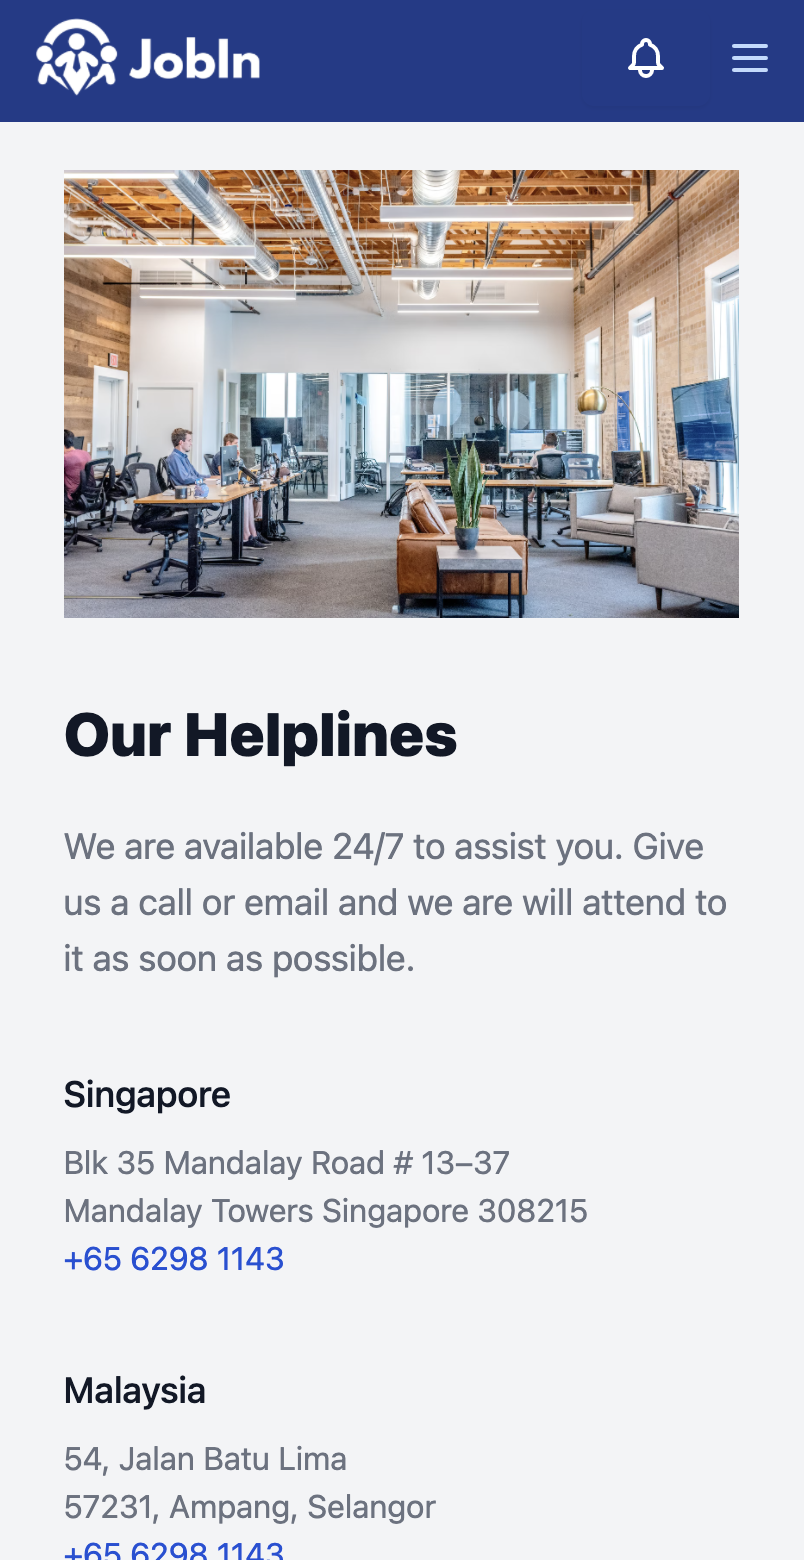 JobIn
Our Helplines
We are available 24/7 to assist you. Give
us a call or email and we are will attend to
it as soon as possible.
Singapore
Blk 35 Mandalay Road # 13–37
Mandalay Towers Singapore 308215
+65 6298 1143
Malaysia
54, Jalan Batu Lima
57231, Ampang, Selangor
+65 6298 1143